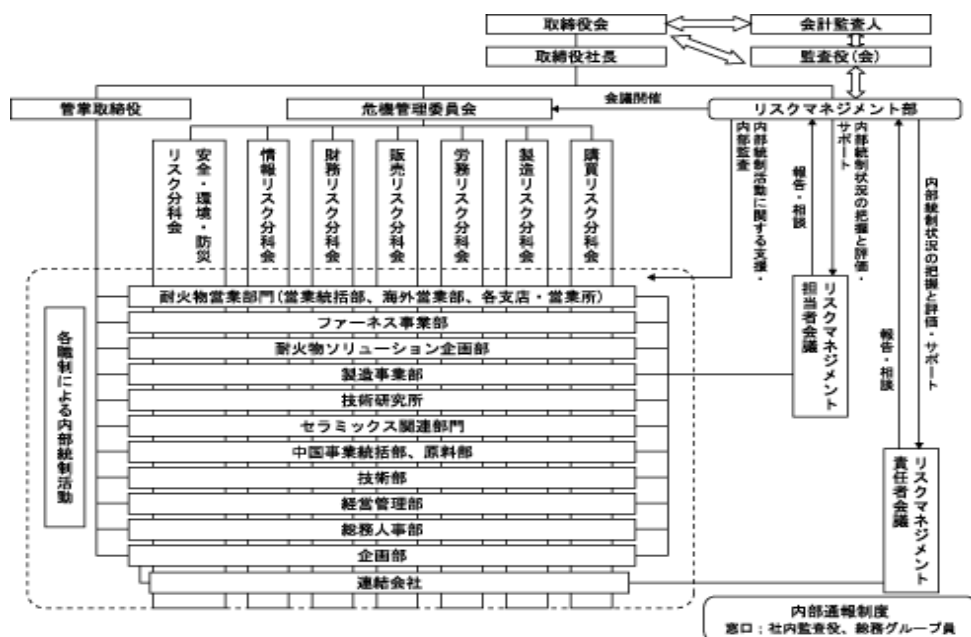 取締役会
会計監査人
取締役社長
監査役(会)
管掌取締役
危機管理委員会
会議開催
リスクマネジメント部
安全・環境・防災
リスク分科会
情報リスク分科会
財務リスク分科会
販売リスク分科会
労務リスク分科会
製造リスク分科会
購買リスク分科会
内部統制活動に関する支援・
内部監査
報告・相談
内部統制状況の把握と評価・
サポート
報告・相談
内部統制状況の把握と評価・サポート
リスクマネジメント
担当者会議
リスクマネジメント
責任者会議
各職制による内部統制活動
耐火物営業部門(営業統括部、海外営業部、各支店・営業所)
ファーネス事業部
耐火物ソリューション企画部
製造事業部
技術研究所
セラミックス関連部門
中国事業統括部、原料部
技術部
経営管理部
総務人事部
企画部
連結会社
内部通報制度
窓口:社内監査役、総務グループ員